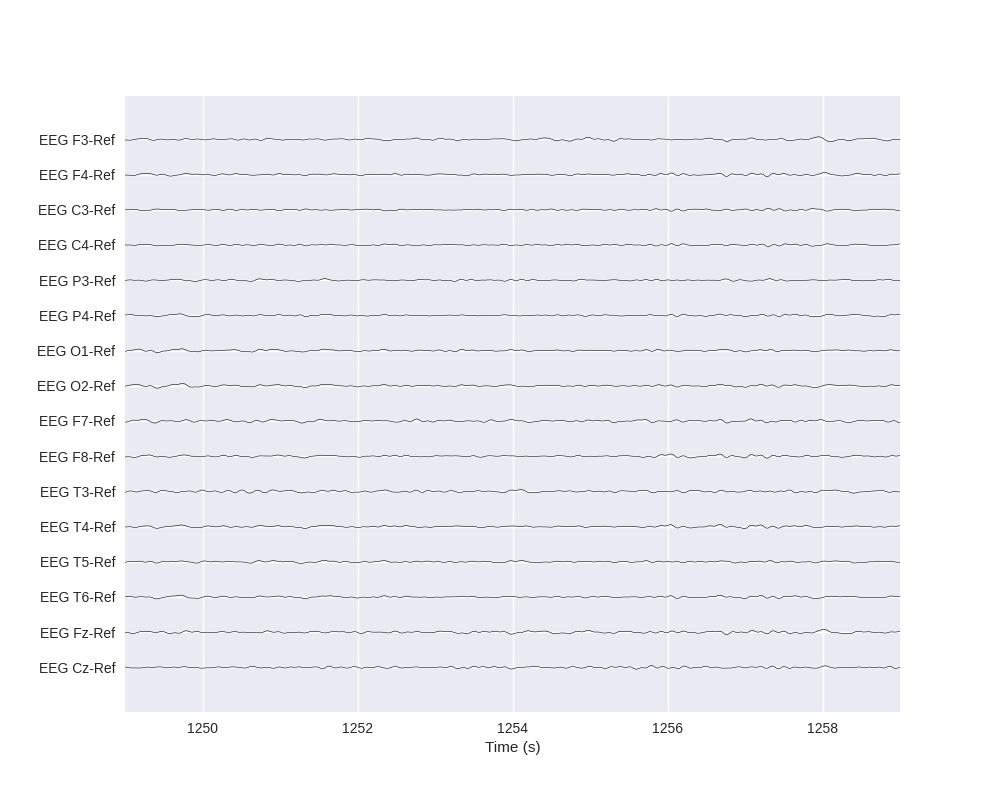 EEG F3-Ref
EEG F4-Ref
EEG C3-Ref
EEG C4-Ref
EEG P3-Ref
EEG P4-Ref
EEG O1-Ref
EEG O2-Ref
EEG F7-Ref
EEG F8-Ref
EEG T3-Ref
EEG T4-Ref
EEG T5-Ref
EEG T6-Ref
EEG Fz-Ref
EEG Cz-Ref
1250 1252 1254 1256 1258
Time (s)